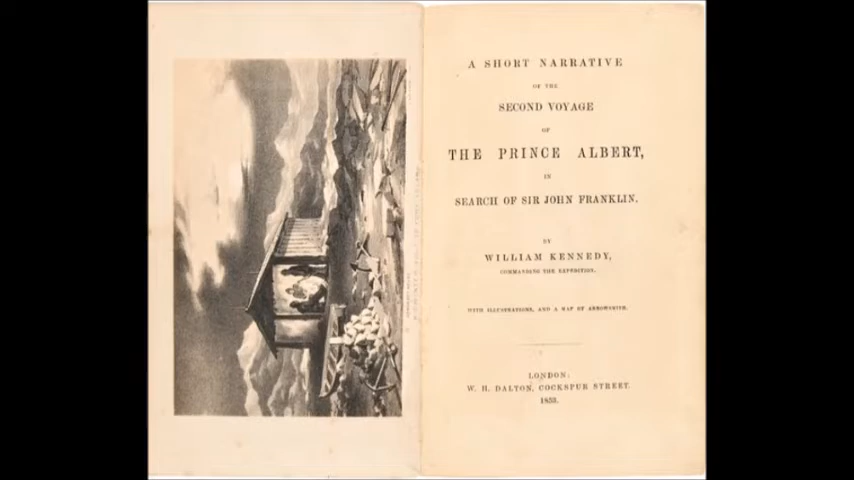 A SHORT NARRATIVE
OF THE
SECOND VOYAGE
OF
THE PRINCE ALBERT,
IN
SEARCH OF SIR JOHN FRANKLIN.
BY
WILLIAM KENNEDY,
COMMANDING THE EXPEDITION.
WITH ILLUSTRATIONS, AND A MAP BY ARROWSMITH.
LONDON:
W. H. DALTON, COCKSPUR STREET.
1853.